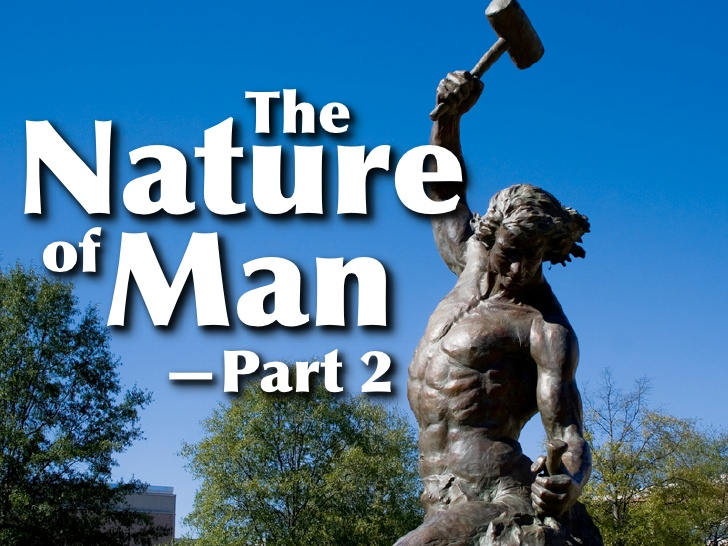 The
Nature
of Man
—Part 2